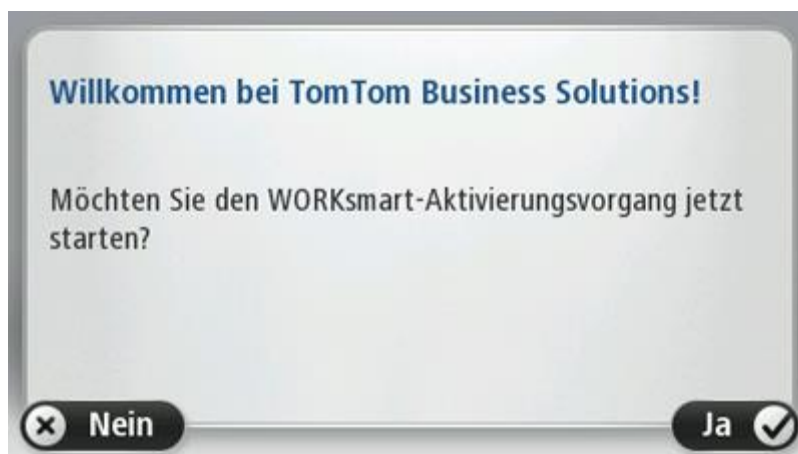 Willkommen bei TomTom Business Solutions!
Möchten Sie den WORKsmart-Aktivierungsvorgang jetzt
starten?
Nein
Ja